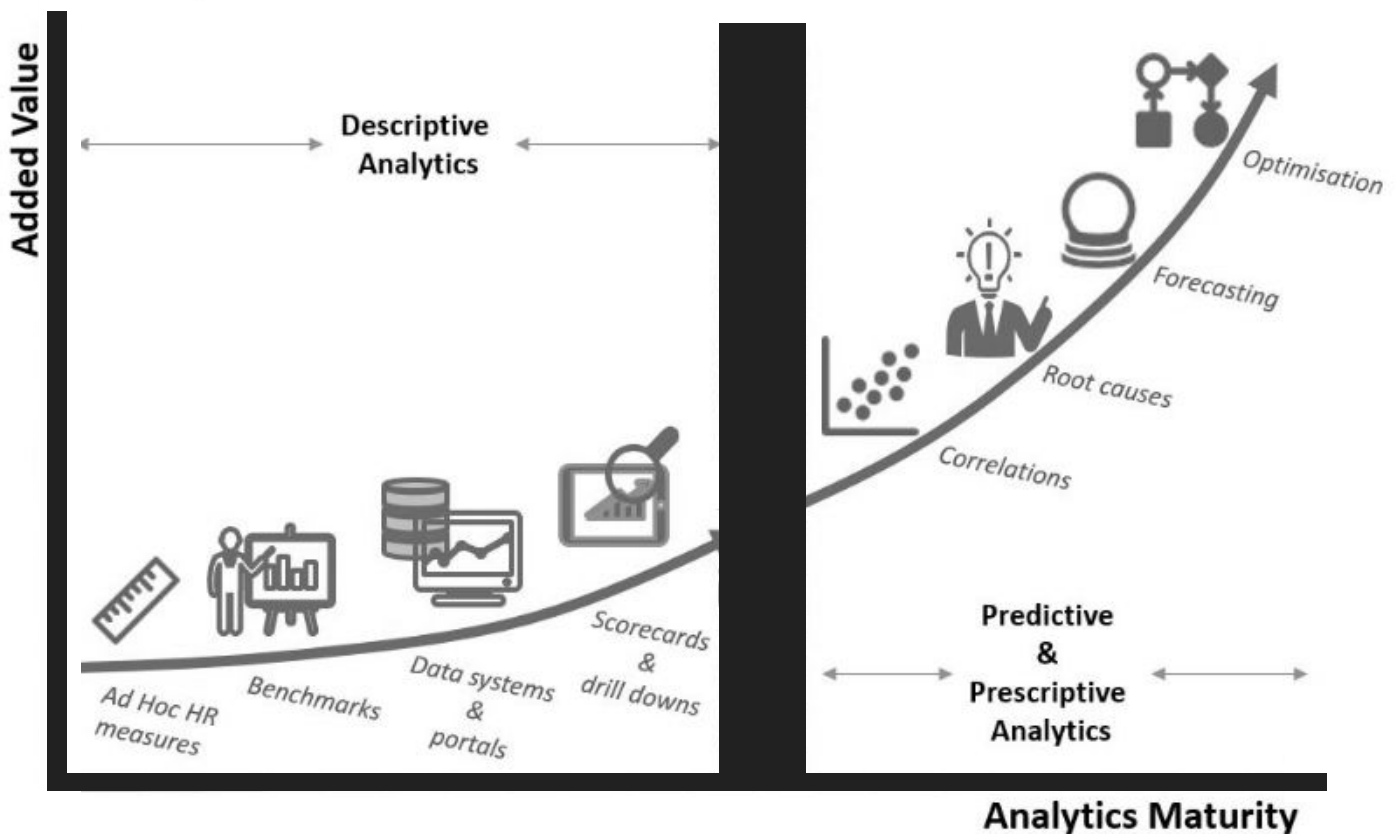 Added Value
Descriptive
Analytics
Ad Hoc HR
measures
Benchmarks
Data systems
&
portals
Scorecards
&
drill downs
Correlations
Root causes
Forecasting
Optimisation
Predictive
&
Prescriptive
Analytics
Analytics Maturity